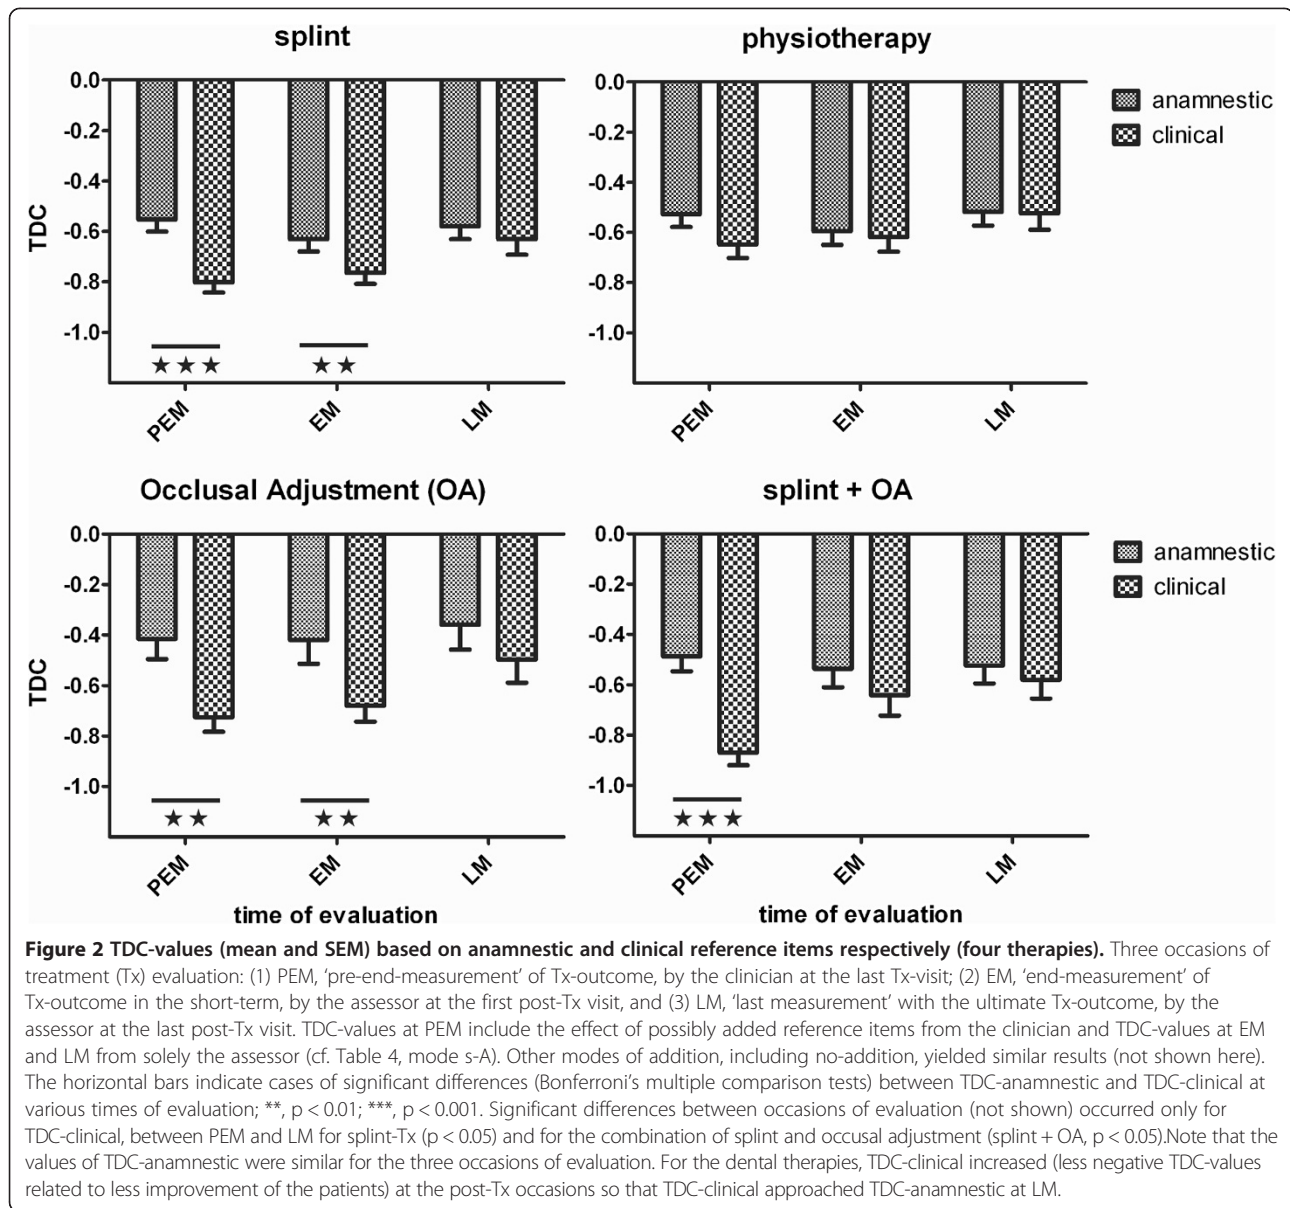 splint
0.0
-0.2
-0.4
-0.6
-0.8
-1.0
TDC
★★★
★★
PEM
EM
LM
physiotherapy
0.0
-0.2
-0.4
-0.6
-0.8
-1.0
PEM
EM
LM
anamnestic
clinical
Occlusal Adjustment (OA)
0.0
-0.2
-0.4
-0.6
-0.8
-1.0
TDC
★★
★★
PEM
EM
LM
time of evaluation
splint + OA
0.0
-0.2
-0.4
-0.6
-0.8
-1.0
★★★
PEM
EM
LM
time of evaluation
anamnestic
clinical
Figure 2 TDC-values (mean and SEM) based on anamnestic and clinical reference items respectively (four therapies). Three occasions of
treatment (Tx) evaluation: (1) PEM, ‘pre-end-measurement’ of Tx-outcome, by the clinician at the last Tx-visit; (2) EM, ‘end-measurement’ of
Tx-outcome in the short-term, by the assessor at the first post-Tx visit, and (3) LM, ‘last measurement’ with the ultimate Tx-outcome, by the
assessor at the last post-Tx visit. TDC-values at PEM include the effect of possibly added reference items from the clinician and TDC-values at EM
and LM from solely the assessor (cf. Table 4, mode s-A). Other modes of addition, including no-addition, yielded similar results (not shown here).
The horizontal bars indicate cases of significant differences (Bonferroni’s multiple comparison tests) between TDC-anamnestic and TDC-clinical at
various times of evaluation; **, p < 0.01; ***, p < 0.001. Significant differences between occasions of evaluation (not shown) occurred only for
TDC-clinical, between PEM and LM for splint-Tx (p < 0.05) and for the combination of splint and occusal adjustment (splint + OA, p < 0.05).Note that the
values of TDC-anamnestic were similar for the three occasions of evaluation. For the dental therapies, TDC-clinical increased (less negative TDC-values
related to less improvement of the patients) at the post-Tx occasions so that TDC-clinical approached TDC-anamnestic at LM.